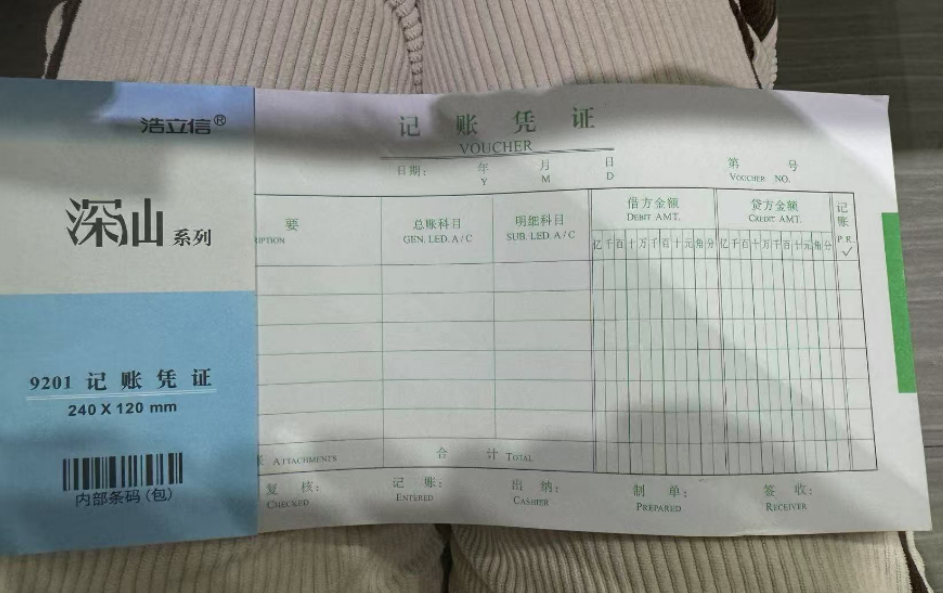 浩立信®
深山系列
9201 记账凭证
240 X 120 mm
内部条码(包)
记账凭证
VOUCHER
日期: 年 月 日
Y M D
第 号
VOUCHER NO.
要 总账科目 明细科目 借方金额 贷方金额 记账
IPTION GEN. LED. A / C SUB. LED. A / C DEBIT AMT. CREDIT AMT. P.R.
亿千百十万千百十元角分 亿千百十万千百十元角分 ✓
ATTACHMENTS 合 计 TOTAL
复 核: 记 账: 出 纳: 制 单: 签 收:
CHECKED ENTERED CASHIER PREPARED RECEIVER